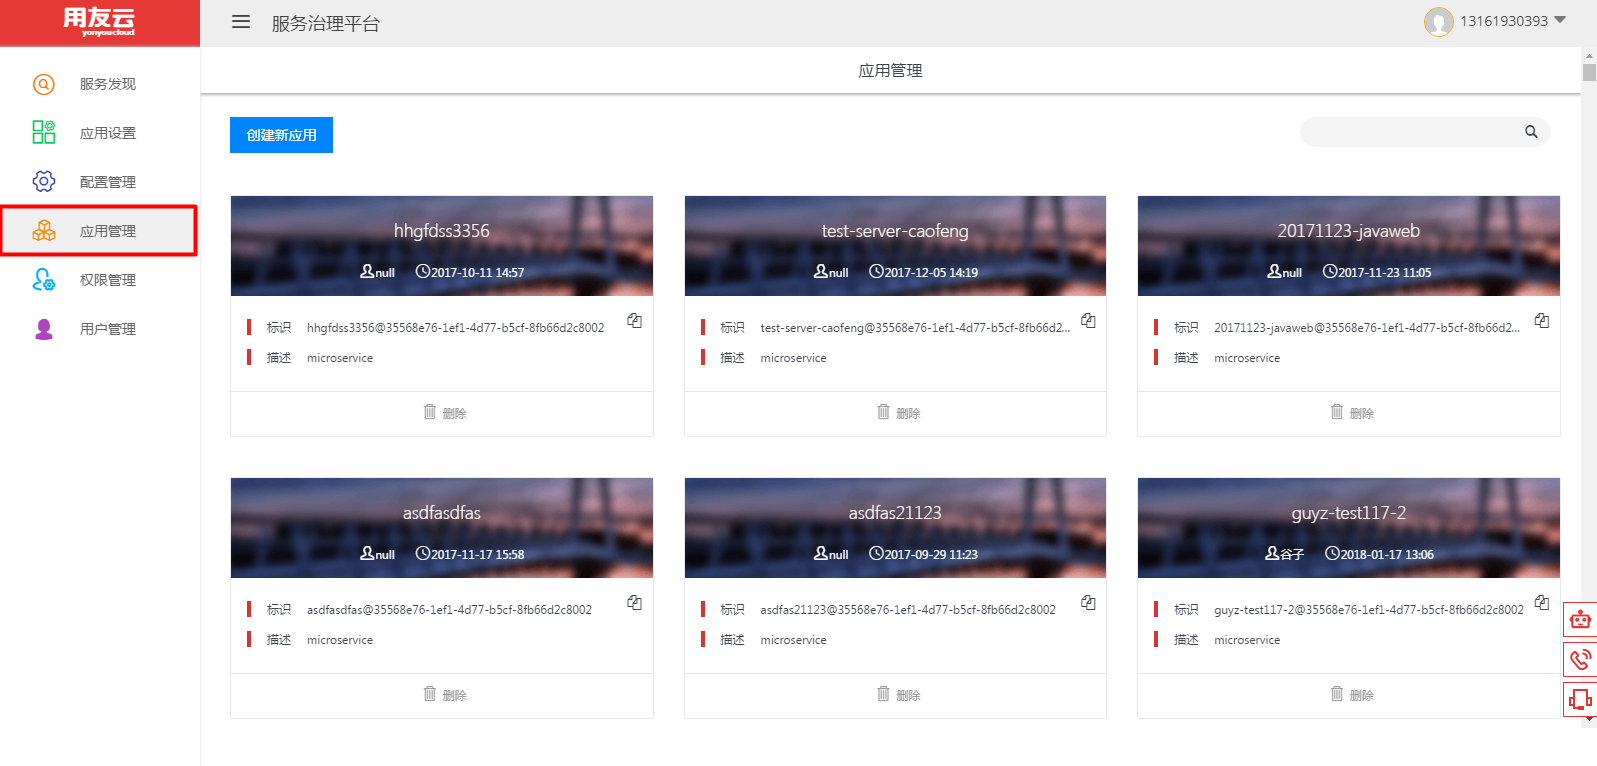 用友云
yonyoucloud
服务治理平台
13161930393
服务发现
应用设置
配置管理
应用管理
权限管理
用户管理
应用管理
创建新应用
hhgfdss3356
null 2017-10-11 14:57
标识 hhgfdss3356@35568e76-1ef1-4d77-b5cf-8fb66d2c8002
描述 microservice
删除
test-server-caofeng
null 2017-12-05 14:19
标识 test-server-caofeng@35568e76-1ef1-4d77-b5cf-8fb66d2...
描述 microservice
删除
20171123-javaweb
null 2017-11-23 11:05
标识 20171123-javaweb@35568e76-1ef1-4d77-b5cf-8fb66d2...
描述 microservice
删除
asdfasdfas
null 2017-11-17 15:58
标识 asdfasdfas@35568e76-1ef1-4d77-b5cf-8fb66d2c8002
描述 microservice
删除
asdfas21123
null 2017-09-29 11:23
标识 asdfas21123@35568e76-1ef1-4d77-b5cf-8fb66d2c8002
描述 microservice
删除
guyz-test117-2
谷子 2018-01-17 13:06
标识 guyz-test117-2@35568e76-1ef1-4d77-b5cf-8fb66d2c8002
描述 microservice
删除